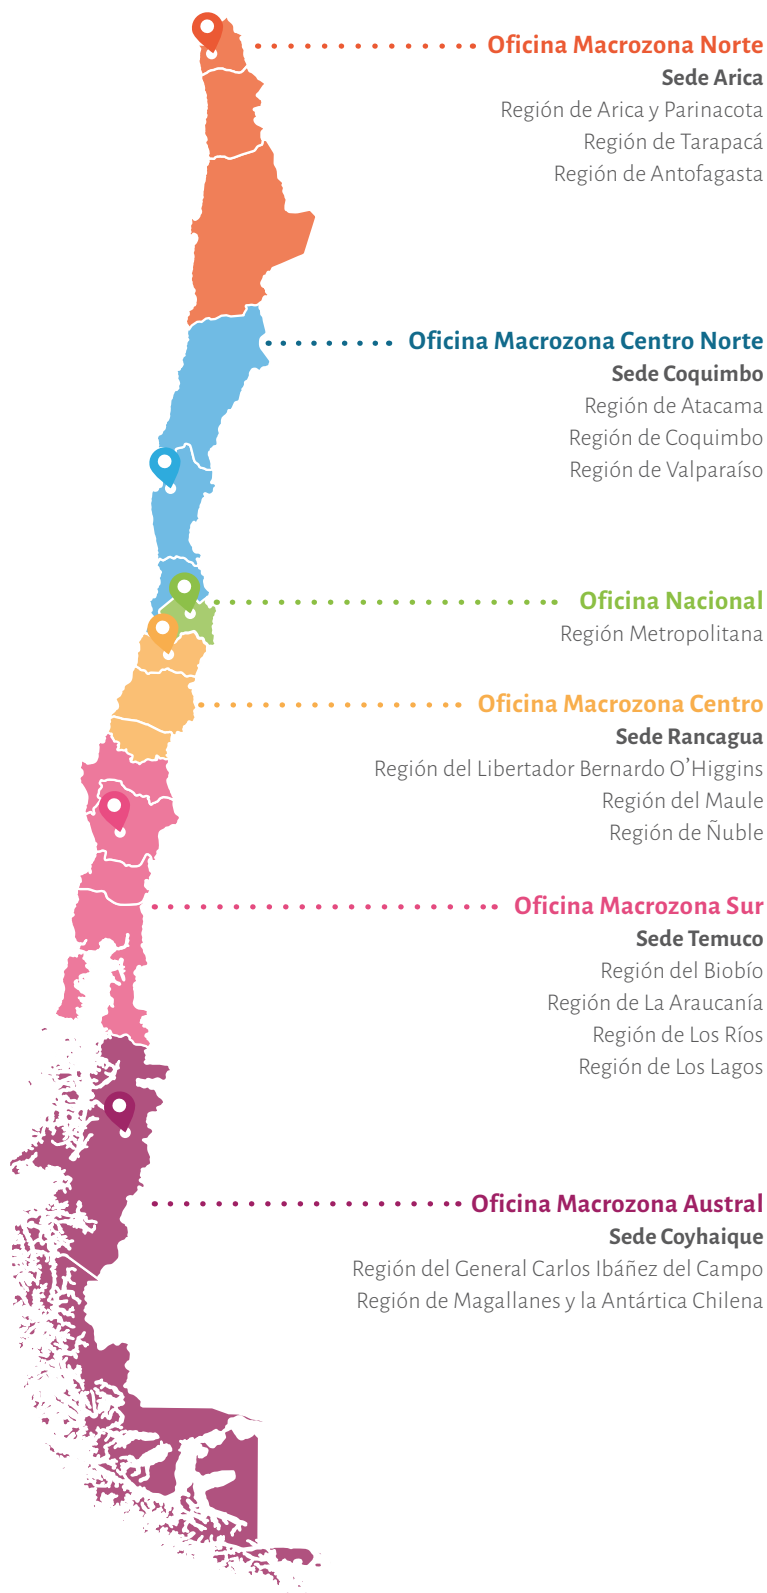 Oficina Macrozona Norte
Sede Arica
Región de Arica y Parinacota
Región de Tarapacá
Región de Antofagasta
Oficina Macrozona Centro Norte
Sede Coquimbo
Región de Atacama
Región de Coquimbo
Región de Valparaíso
Oficina Nacional
Región Metropolitana
Oficina Macrozona Centro
Sede Rancagua
Región del Libertador Bernardo O’Higgins
Región del Maule
Región de Ñuble
Oficina Macrozona Sur
Sede Temuco
Región del Biobío
Región de La Araucanía
Región de Los Ríos
Región de Los Lagos
Oficina Macrozona Austral
Sede Coyhaique
Región del General Carlos Ibáñez del Campo
Región de Magallanes y la Antártica Chilena